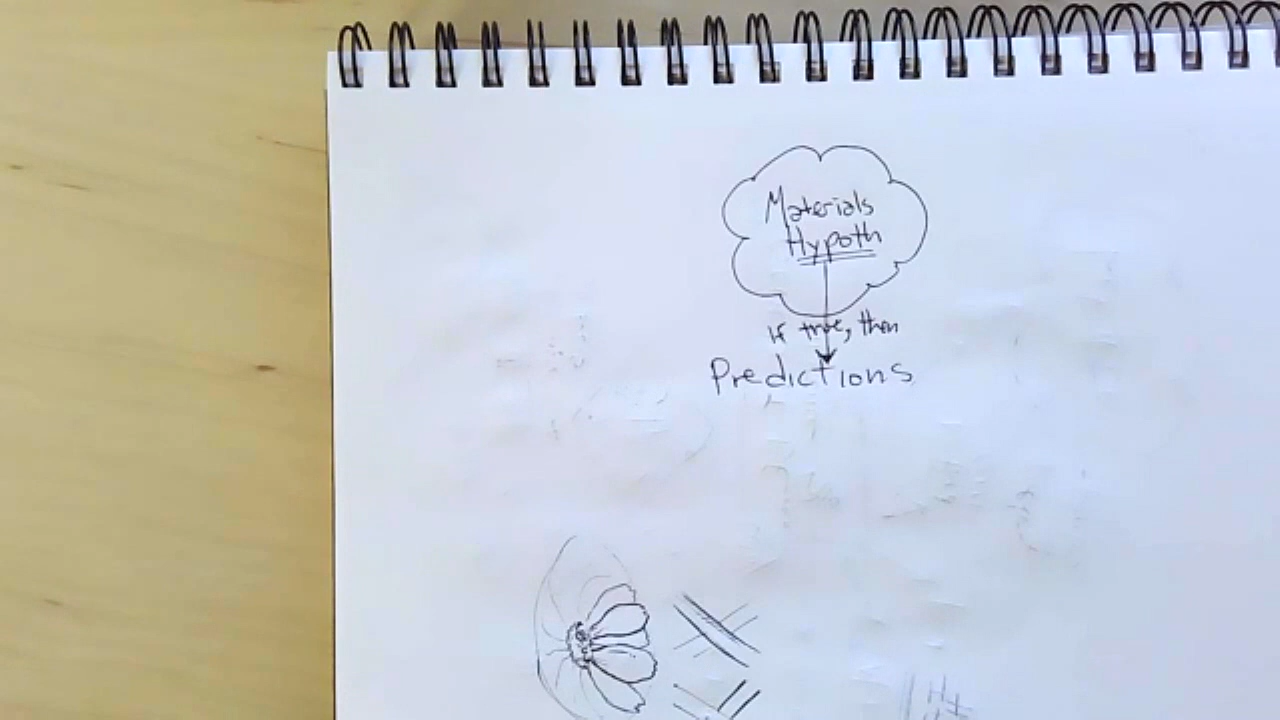 Materials
Hypoth
if true, then
Predictions